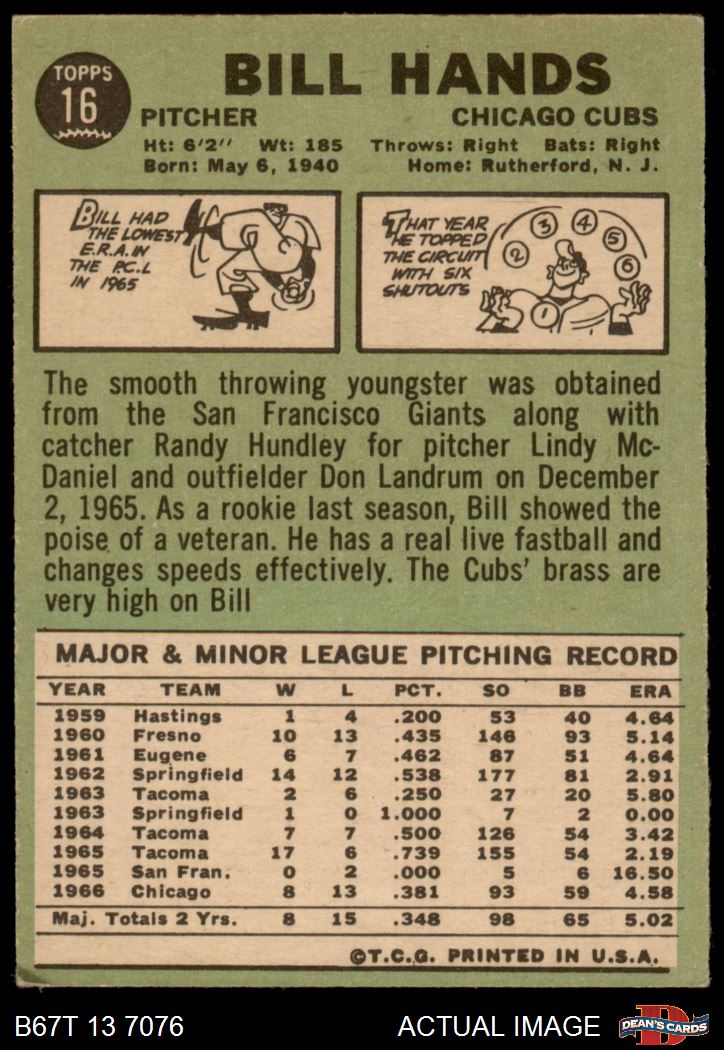 TOPPS
16
BILL HANDS
PITCHER CHICAGO CUBS
Ht: 6'2" Wt: 185 Throws: Right Bats: Right
Born: May 6, 1940 Home: Rutherford, N. J.
BILL HAD
THE LOWEST
E.R.A. IN
THE P.C.L
IN 1965
THAT YEAR
HE TOPPED
THE CIRCUIT
WITH SIX
SHUTOUTS
1 2 3 4 5 6
The smooth throwing youngster was obtained
from the San Francisco Giants along with
catcher Randy Hundley for pitcher Lindy Mc-
Daniel and outfielder Don Landrum on December
2, 1965. As a rookie last season, Bill showed the
poise of a veteran. He has a real live fastball and
changes speeds effectively. The Cubs' brass are
very high on Bill
MAJOR & MINOR LEAGUE PITCHING RECORD
YEAR TEAM W L PCT. SO BB ERA
1959 Hastings 1 4 .200 53 40 4.64
1960 Fresno 10 13 .435 146 93 5.14
1961 Eugene 6 7 .462 87 51 4.64
1962 Springfield 14 12 .538 177 81 2.91
1963 Tacoma 2 6 .250 27 20 5.80
1963 Springfield 1 0 1.000 7 2 0.00
1964 Tacoma 7 7 .500 126 54 3.42
1965 Tacoma 17 6 .739 155 54 2.19
1965 San Fran. 0 2 .000 5 6 16.50
1966 Chicago 8 13 .381 93 59 4.58
Maj. Totals 2 Yrs. 8 15 .348 98 65 5.02
©T.C.G. PRINTED IN U.S.A.
B67T 13 7076 ACTUAL IMAGE
D
DEAN'S CARDS